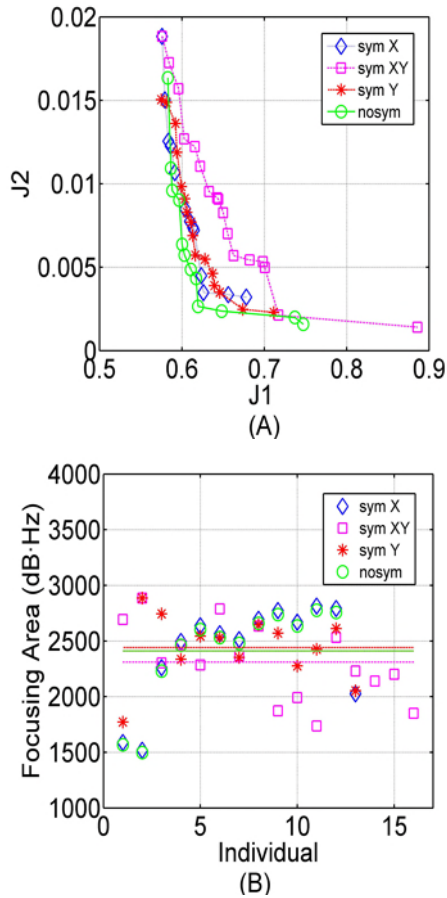 0.02
0.015
0.01
0.005
0
J2
sym X
sym XY
sym Y
nosym
0.5
0.6
0.7
0.8
0.9
J1
(A)
4000
3500
3000
2500
2000
1500
1000
Focusing Area (dB·Hz)
sym X
sym XY
sym Y
nosym
0
5
10
15
Individual
(B)